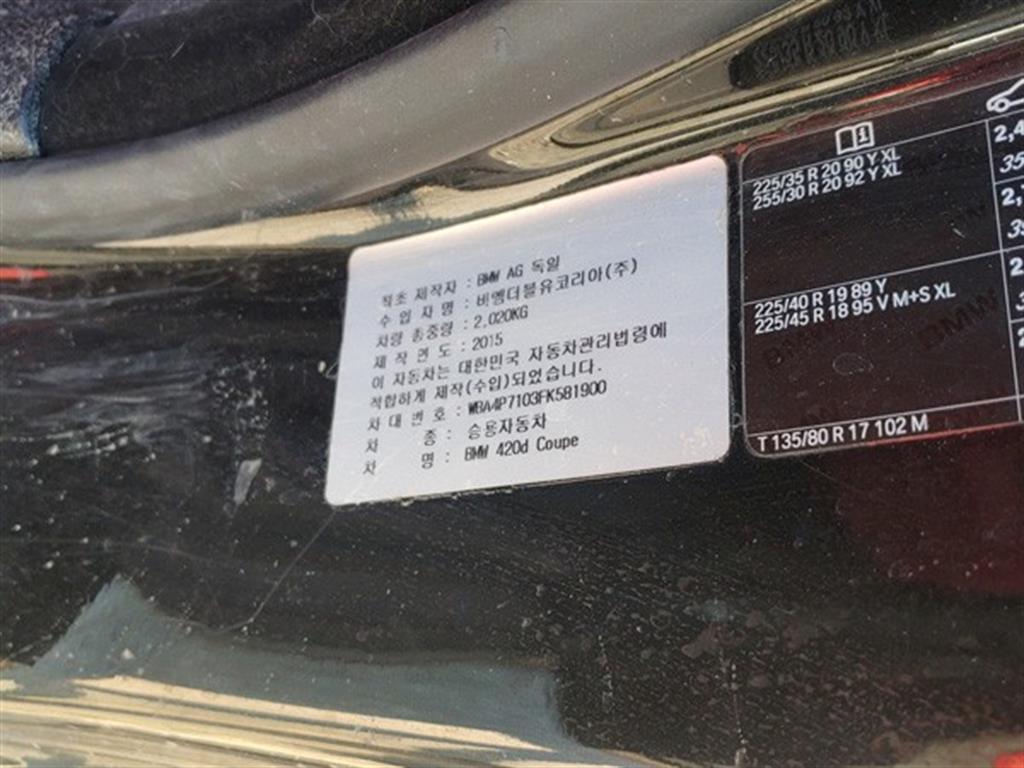 최초 제작자 : BMW AG 독일
수 입 자 명 : 비엠더블유코리아(주)
차량 총중량 : 2,020KG
제 작 연 도 : 2015
이 자동차는 대한민국 자동차관리법령에
적합하게 제작(수입)되었습니다.
차 대 번 호 : WBA4P7103FK581900
차 종 : 승용자동차
차 명 : BMW 420d Coupe
225/35 R 20 90 Y XL
255/30 R 20 92 Y XL
225/40 R 19 89 Y
225/45 R 18 95 V M+S XL
T 135/80 R 17 102 M